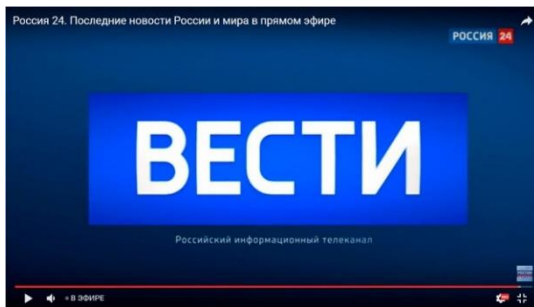 Россия 24. Последние новости России и мира в прямом эфире
РОССИЯ 24
ВЕСТИ
Российский информационный телеканал
В ЭФИРЕ